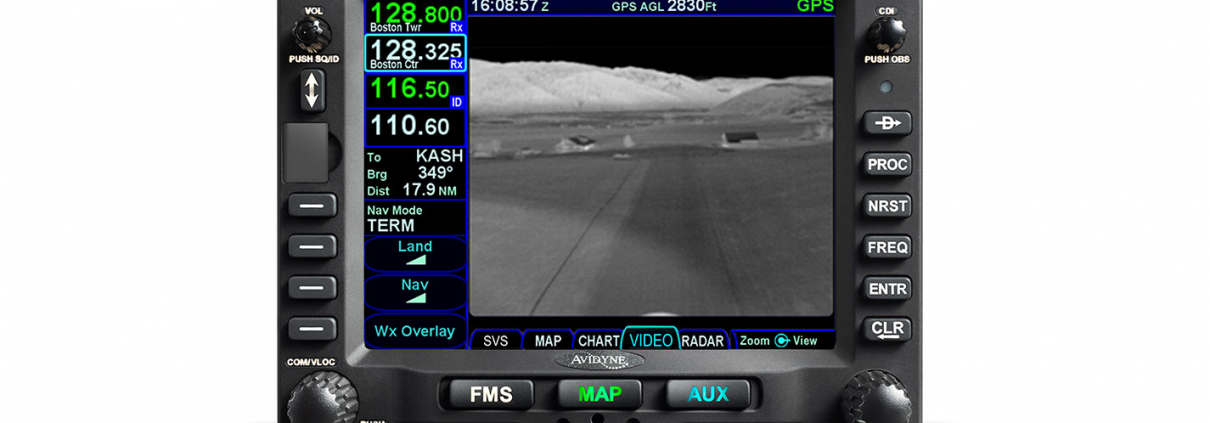 VOL
PUSH SQ/ID
COM/VLOC
PUSH
128.800
Boston Twr Rx
128.325
Boston Ctr Rx
116.50
ID
110.60
To KASH
Brg 349°
Dist 17.9 NM
Nav Mode
TERM
Land
Nav
Wx Overlay
16:08:57 Z GPS AGL 2830Ft GPS
SVS MAP CHART VIDEO RADAR Zoom View
AVIDYNE
FMS MAP AUX
CDI
PUSH OBS
D
PROC
NRST
FREQ
ENTR
CLR